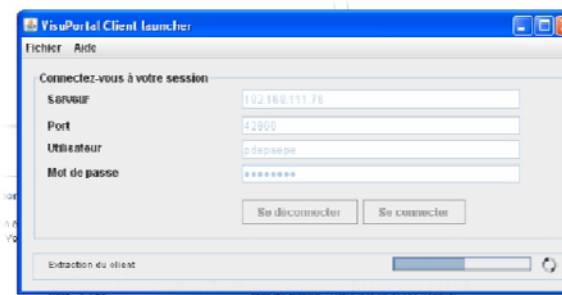 VisuPortal Client launcher
Fichier Aide
Connectez-vous à votre session
Serveur 192.168.111.76
Port
Utilisateur pdepaepe
Mot de passe ●●●●●●●●
Se déconnecter Se connecter
Extraction du client